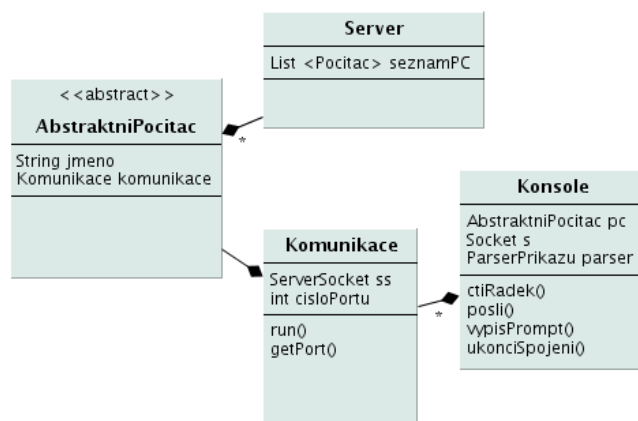 Server
List <Pocitac> seznamPC
<<abstract>>
AbstraktniPocitac
String jmeno
Komunikace komunikace
*
Komunikace
ServerSocket ss
int cisloPortu
run()
getPort()
*
Konsole
AbstraktniPocitac pc
Socket s
ParserPrikazu parser
ctiRadek()
posli()
vypisPrompt()
ukonciSpojeni()